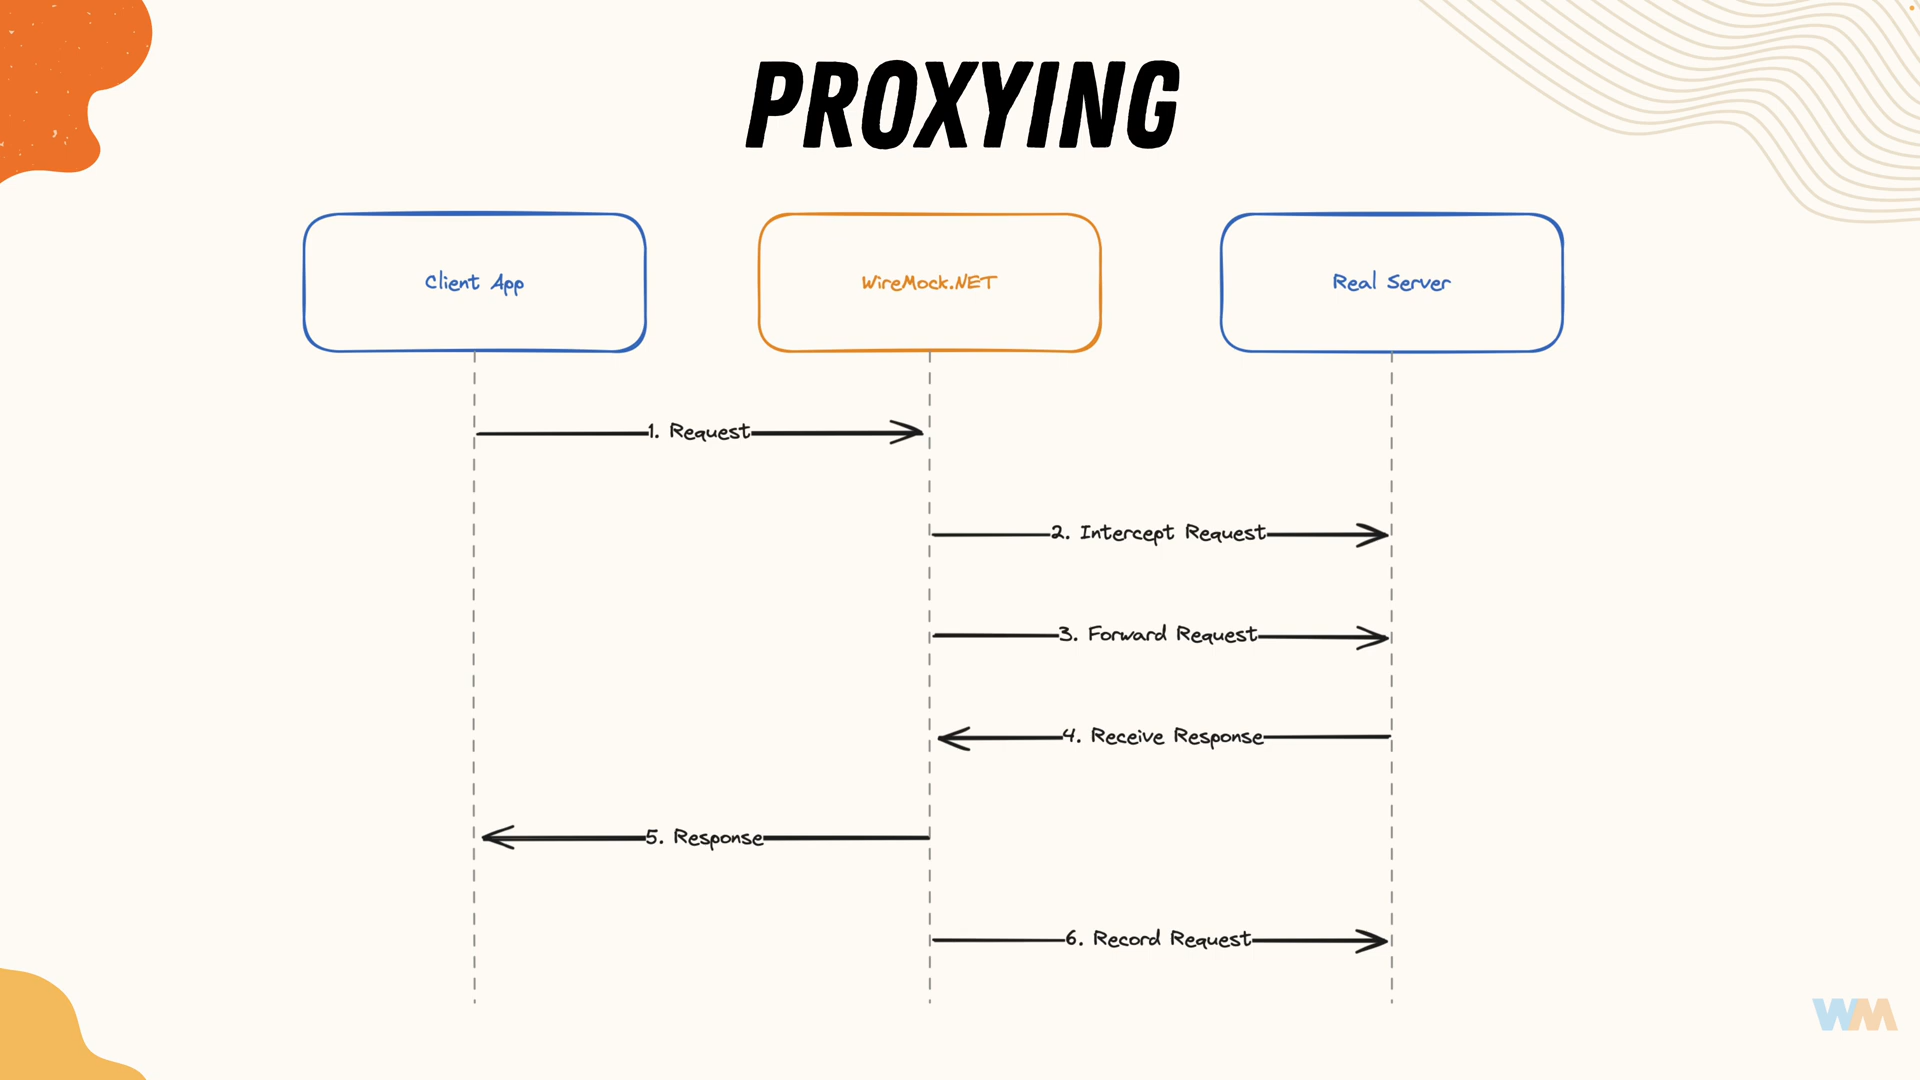 PROXYING
Client App
WireMock.NET
Real Server
1. Request
2. Intercept Request
3. Forward Request
4. Receive Response
5. Response
6. Record Request
WM